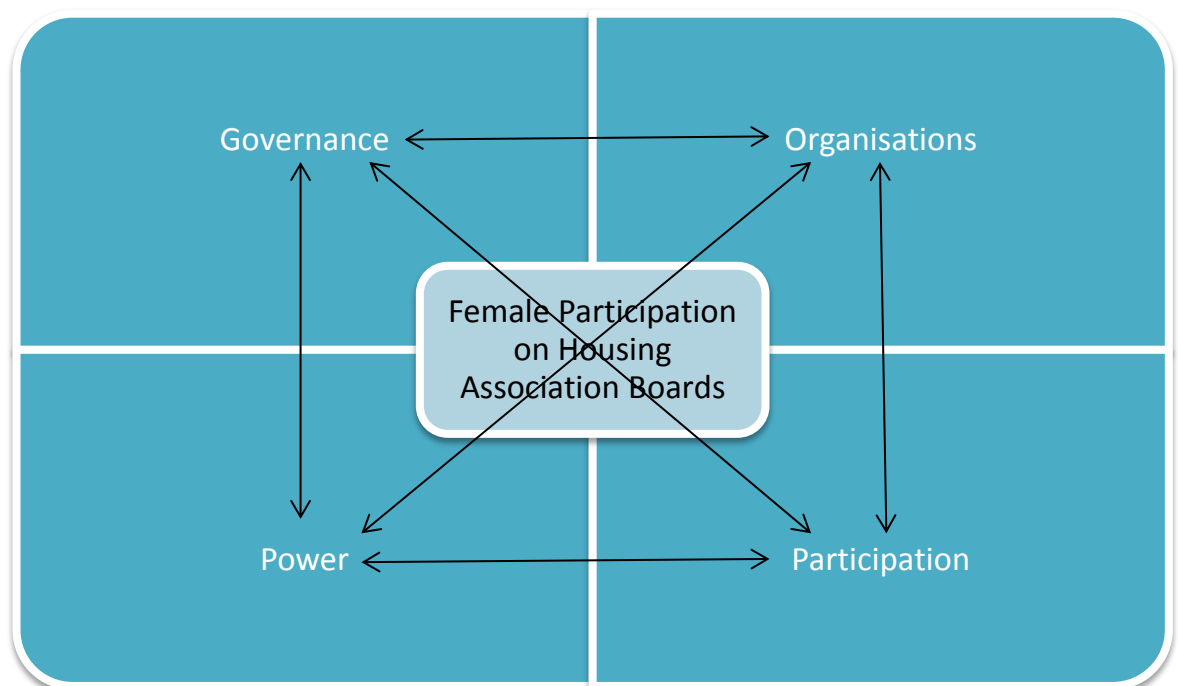 Governance
Organisations
Female Participation
on Housing
Association Boards
Power
Participation